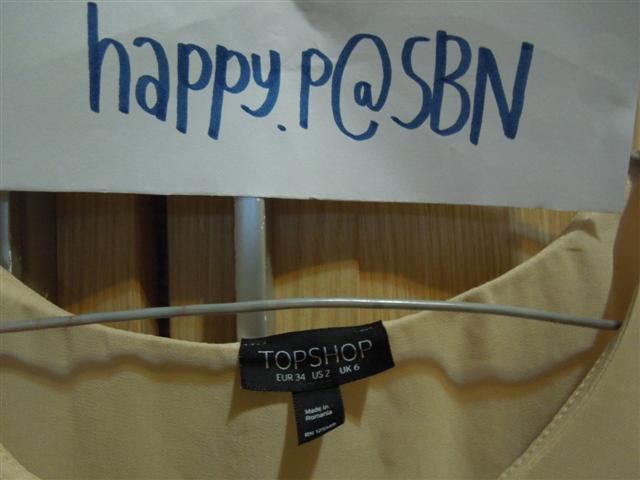 happy.p@SBN
TOPSHOP
EUR 34 US 2 UK 6
Made in
Romania